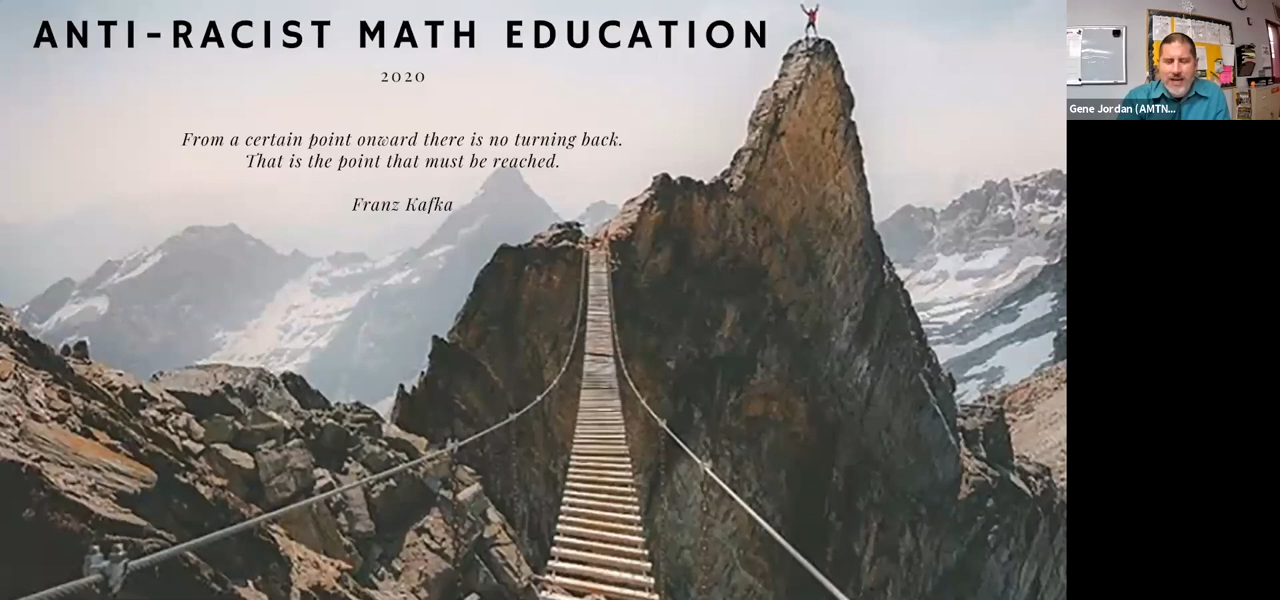 ANTI-RACIST MATH EDUCATION
2020
From a certain point onward there is no turning back.
That is the point that must be reached.
Franz Kafka
Gene Jordan (AMTN...